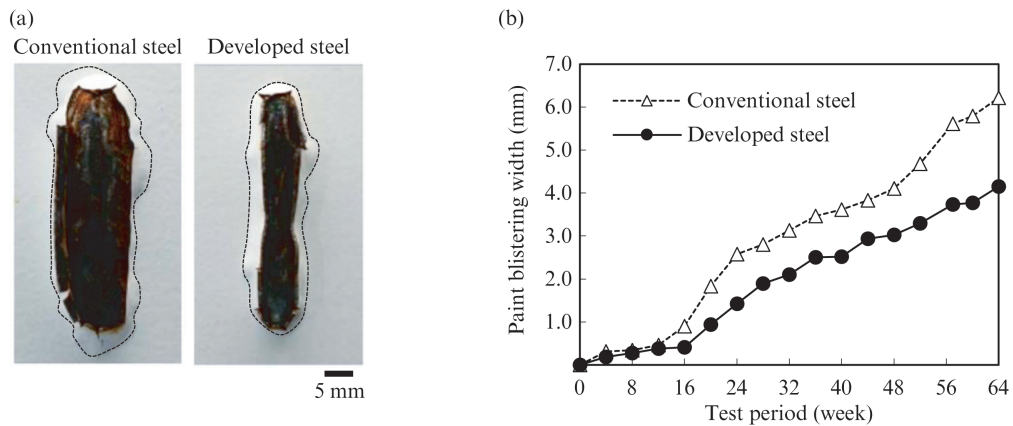 (a)
Conventional steel
Developed steel
5 mm
(b)
Paint blistering width (mm)
7.0
6.0
5.0
4.0
3.0
2.0
1.0
Conventional steel
Developed steel
0 8 16 24 32 40 48 56 64
Test period (week)